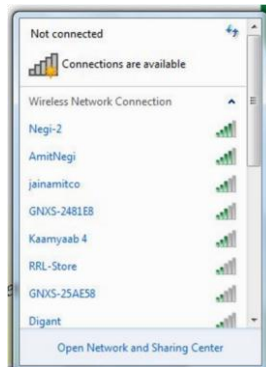 Not connected
Connections are available
Wireless Network Connection
Negi-2
AmitNegi
jainamitco
GNXS-2481E8
Kaamyaab 4
RRL-Store
GNXS-25AE58
Digant
Open Network and Sharing Center